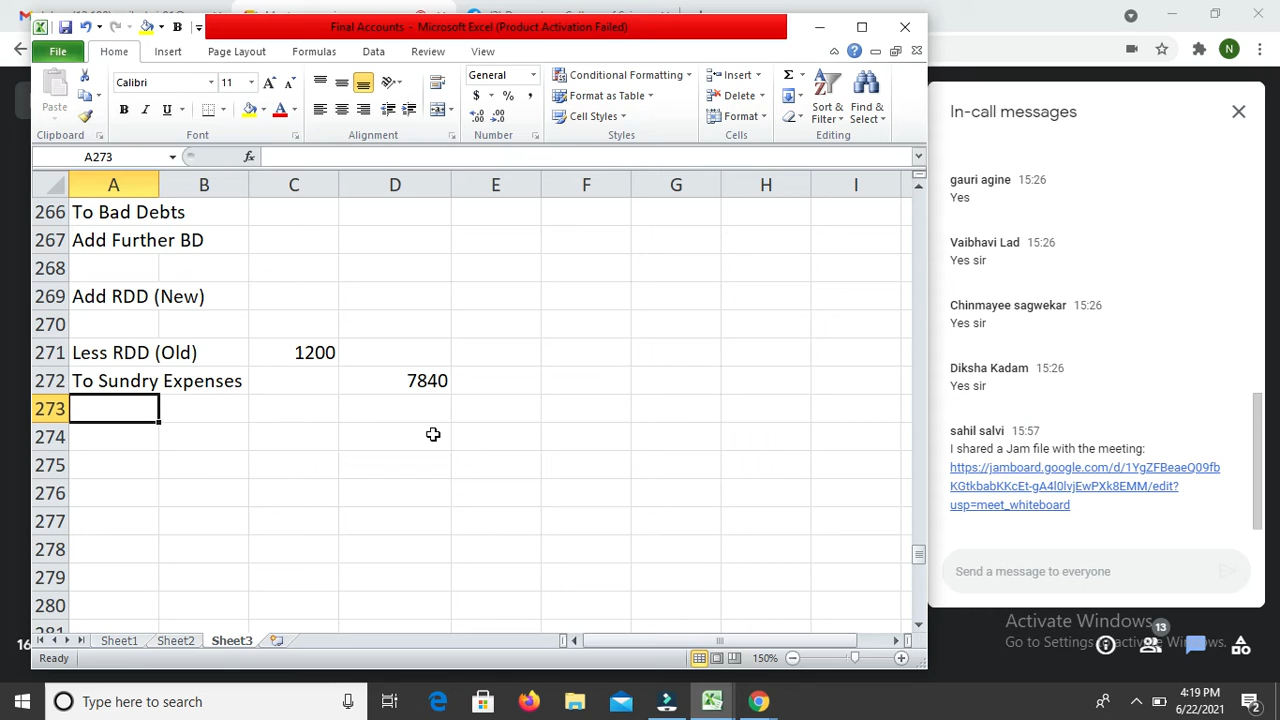 Final Accounts - Microsoft Excel (Product Activation Failed)
File Home Insert Page Layout Formulas Data Review View
Paste
Calibri 11
B I U
General
$ % ,
Conditional Formatting
Format as Table
Cell Styles
Insert
Delete
Format
Σ
Sort & Filter
Find & Select
Clipboard Font Alignment Number Styles Cells Editing
A273 fx
A B C D E F G H I
266 To Bad Debts
267 Add Further BD
268
269 Add RDD (New)
270
271 Less RDD (Old) 1200
272 To Sundry Expenses 7840
273
274
275
276
277
278
279
280
Sheet1 Sheet2 Sheet3
Ready 150%
N
In-call messages
gauri agine 15:26
Yes
Vaibhavi Lad 15:26
Yes sir
Chinmayee sagwekar 15:26
Yes sir
Diksha Kadam 15:26
Yes sir
sahil salvi 15:57
I shared a Jam file with the meeting:
https://jamboard.google.com/d/1YgZFBeaeQ09fb
KGtkbabKKcEt-gA4l0lvjEwPXk8EMM/edit?
usp=meet_whiteboard
Send a message to everyone
Activate Windows
Go to Settings to activate Windows.
13
Type here to search
4:19 PM
6/22/2021
2